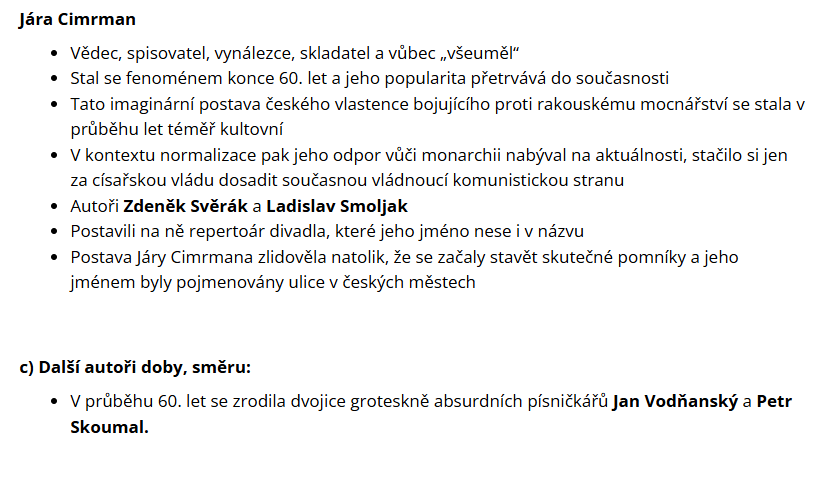 Jára Cimrman
• Vědec, spisovatel, vynálezce, skladatel a vůbec „všeuměl“
• Stal se fenoménem konce 60. let a jeho popularita přetrvává do současnosti
• Tato imaginární postava českého vlastence bojujícího proti rakouskému mocnářství se stala v
průběhu let téměř kultovní
• V kontextu normalizace pak jeho odpor vůči monarchii nabýval na aktuálnosti, stačilo si jen
za císařskou vládu dosadit současnou vládnoucí komunistickou stranu
• Autoři Zdeněk Svěrák a Ladislav Smoljak
• Postavili na ně repertoár divadla, které jeho jméno nese i v názvu
• Postava Járy Cimrmana zlidověla natolik, že se začaly stavět skutečné pomníky a jeho
jménem byly pojmenovány ulice v českých městech
c) Další autoři doby, směru:
• V průběhu 60. let se zrodila dvojice groteskně absurdních písničkářů Jan Vodňanský a Petr
Skoumal.